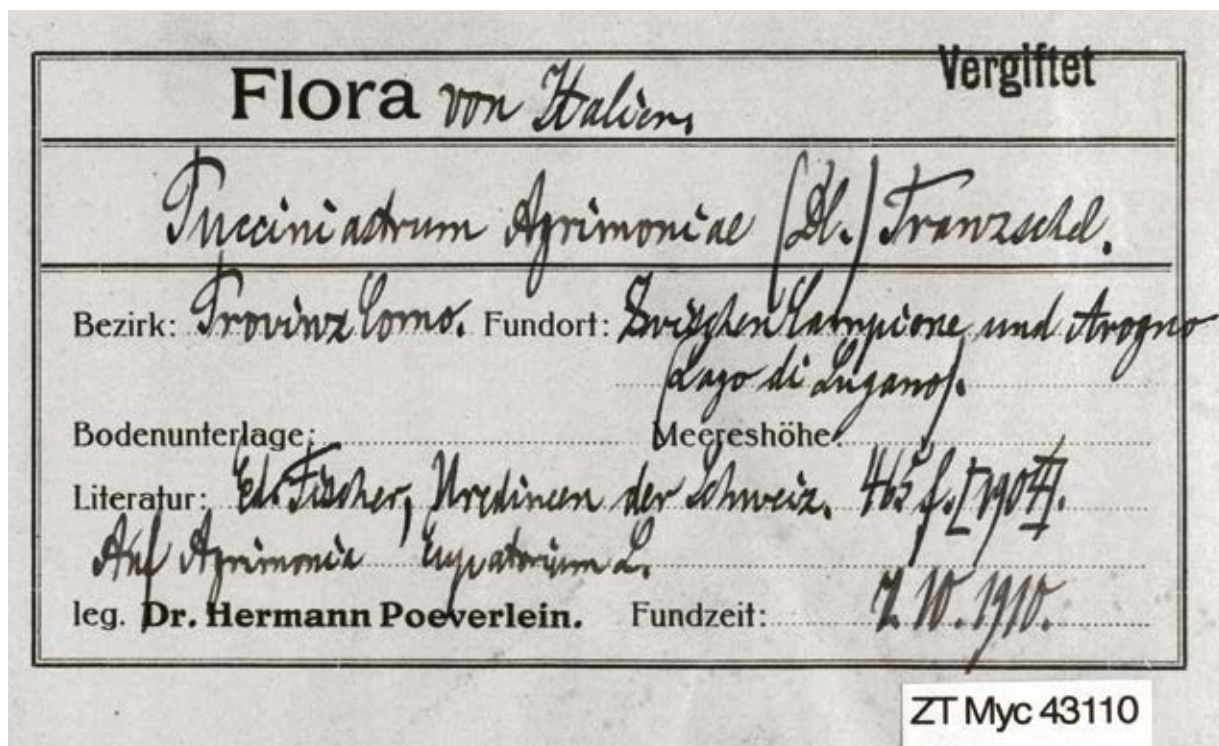 Vergiftet
Flora von Italien.
Pucciniastrum Agrimoniae (Dl.) Tranzschel.
Bezirk: Provinz Como. Fundort: Zwischen Campione und Arogno
(Lago di Lugano).
Bodenunterlage: Meereshöhe:
Literatur: Ed. Fischer, Uredineen der Schweiz. 465 f. [1904].
Auf Agrimonia Eupatorium L.
leg. Dr. Hermann Poeverlein. Fundzeit: 7.10.1910.
ZT Myc 43110